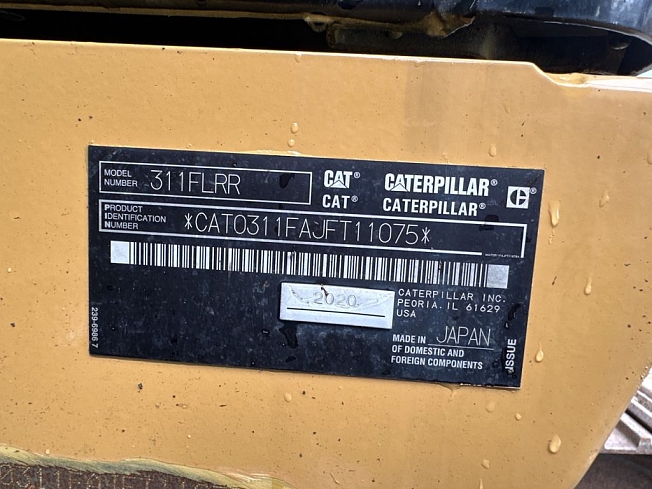 MODEL NUMBER 311FLRR
CAT® CATERPILLAR®
CAT® CATERPILLAR®
PRODUCT IDENTIFICATION NUMBER *CAT0311FAJFT11075*
2020
CATERPILLAR INC.
PEORIA, IL 61629
USA
MADE IN JAPAN
OF DOMESTIC AND
FOREIGN COMPONENTS
239-6986 7
ISSUE